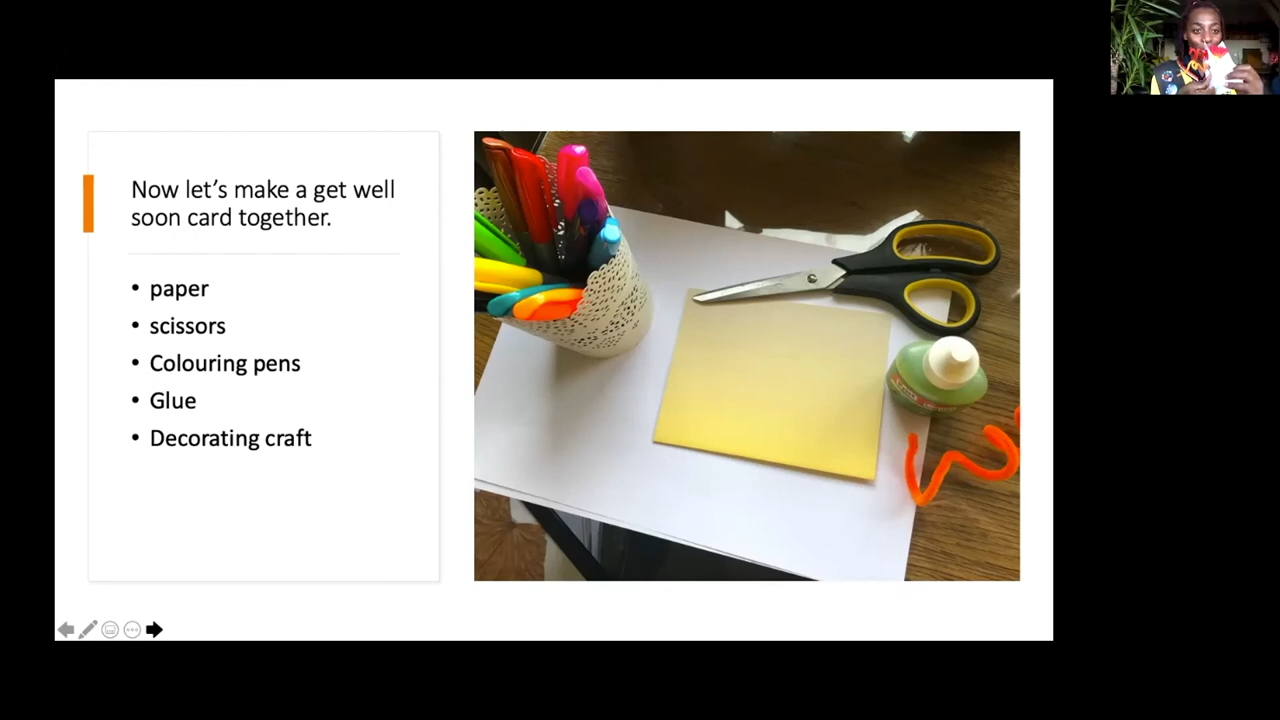 Now let's make a get well
soon card together.
• paper
• scissors
• Colouring pens
• Glue
• Decorating craft